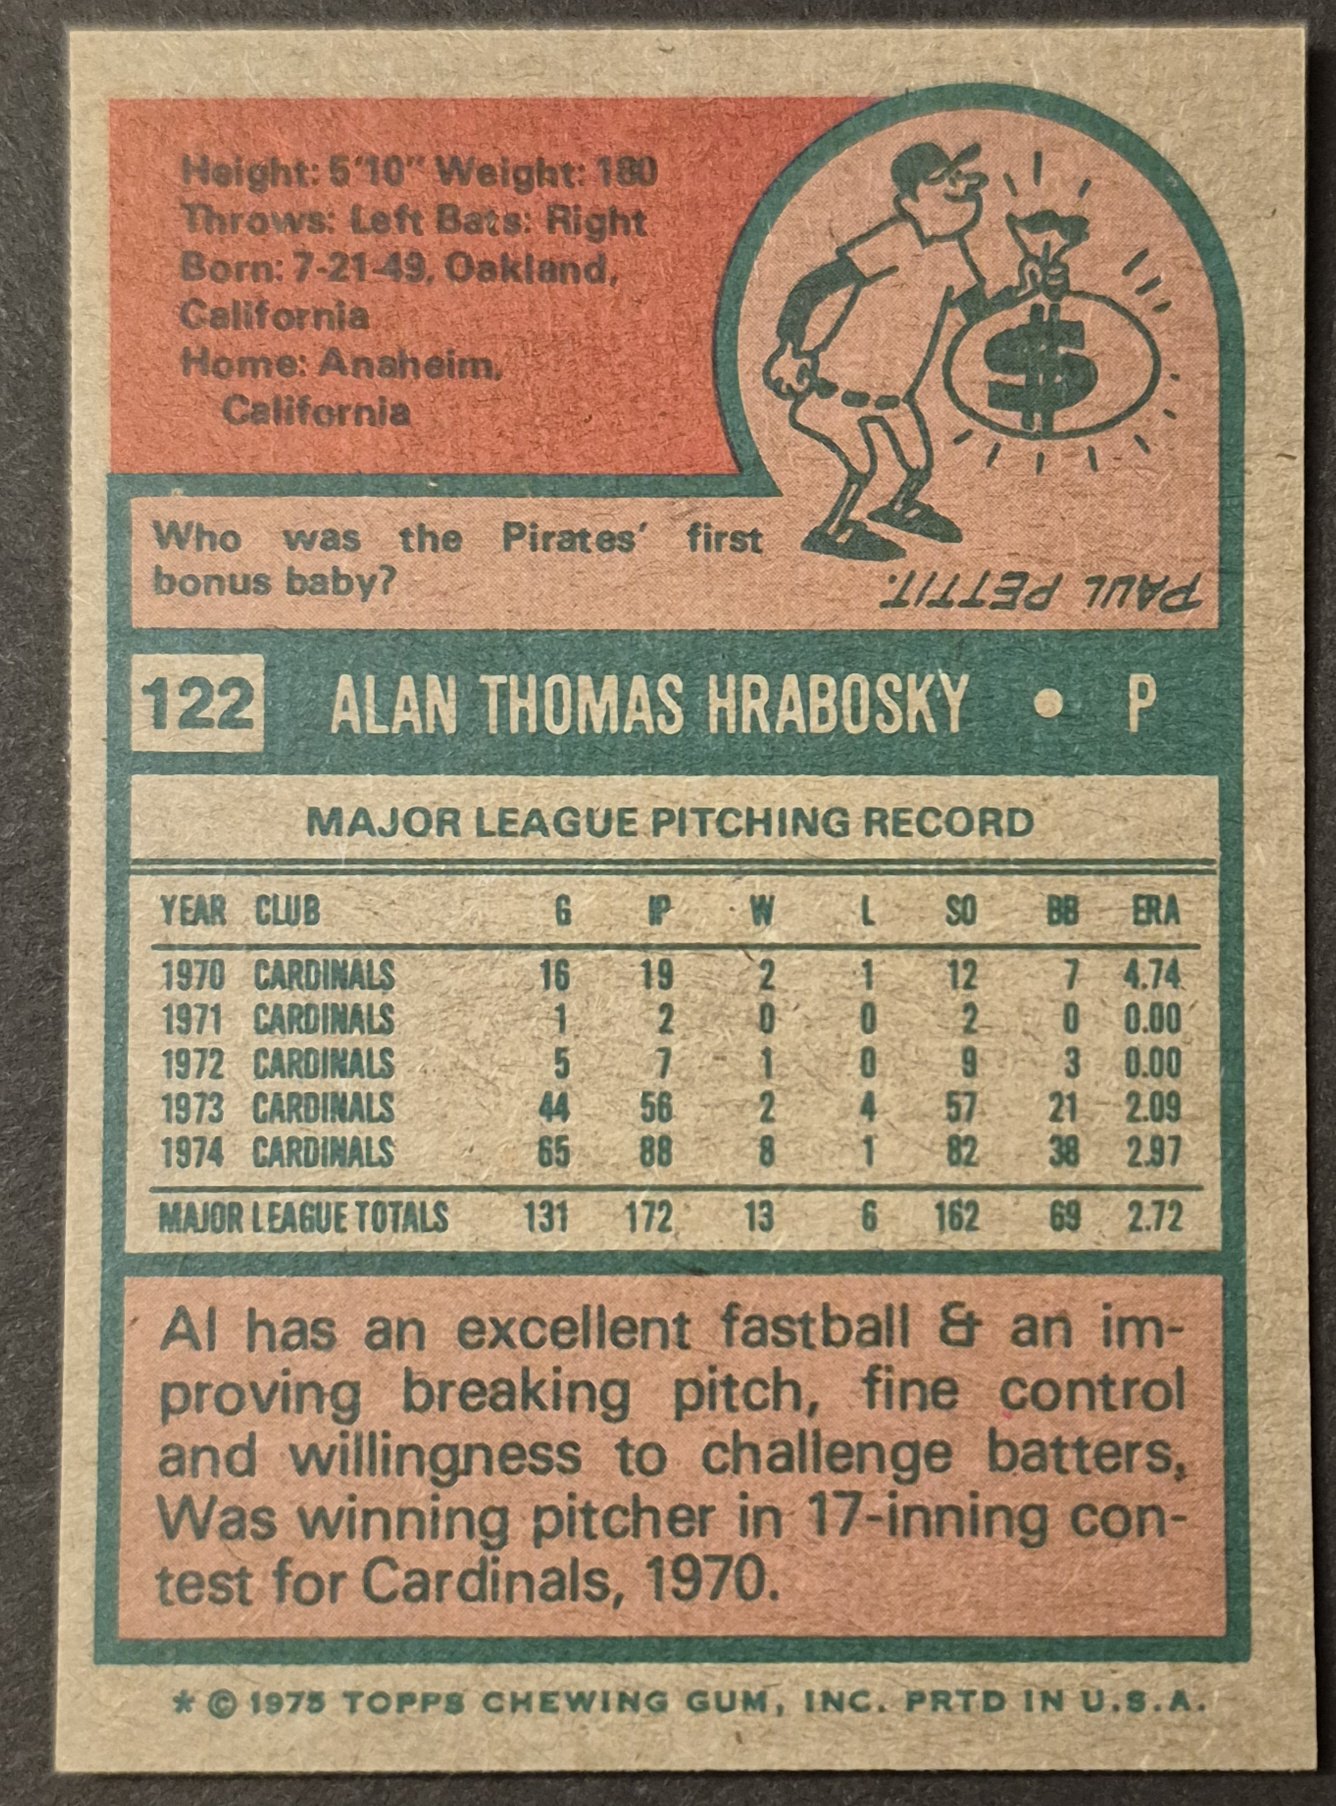 Height: 5'10" Weight: 180
Throws: Left Bats: Right
Born: 7-21-49, Oakland,
California
Home: Anaheim,
California
$
Who was the Pirates' first
bonus baby?
PAUL PETTIT.
122 ALAN THOMAS HRABOSKY • P
MAJOR LEAGUE PITCHING RECORD
YEAR CLUB G IP W L SO BB ERA
1970 CARDINALS 16 19 2 1 12 7 4.74
1971 CARDINALS 1 2 0 0 2 0 0.00
1972 CARDINALS 5 7 1 0 9 3 0.00
1973 CARDINALS 44 56 2 4 57 21 2.09
1974 CARDINALS 65 88 8 1 82 38 2.97
MAJOR LEAGUE TOTALS 131 172 13 6 162 69 2.72
Al has an excellent fastball & an im-
proving breaking pitch, fine control
and willingness to challenge batters,
Was winning pitcher in 17-inning con-
test for Cardinals, 1970.
* © 1975 TOPPS CHEWING GUM, INC. PRTD IN U.S.A.